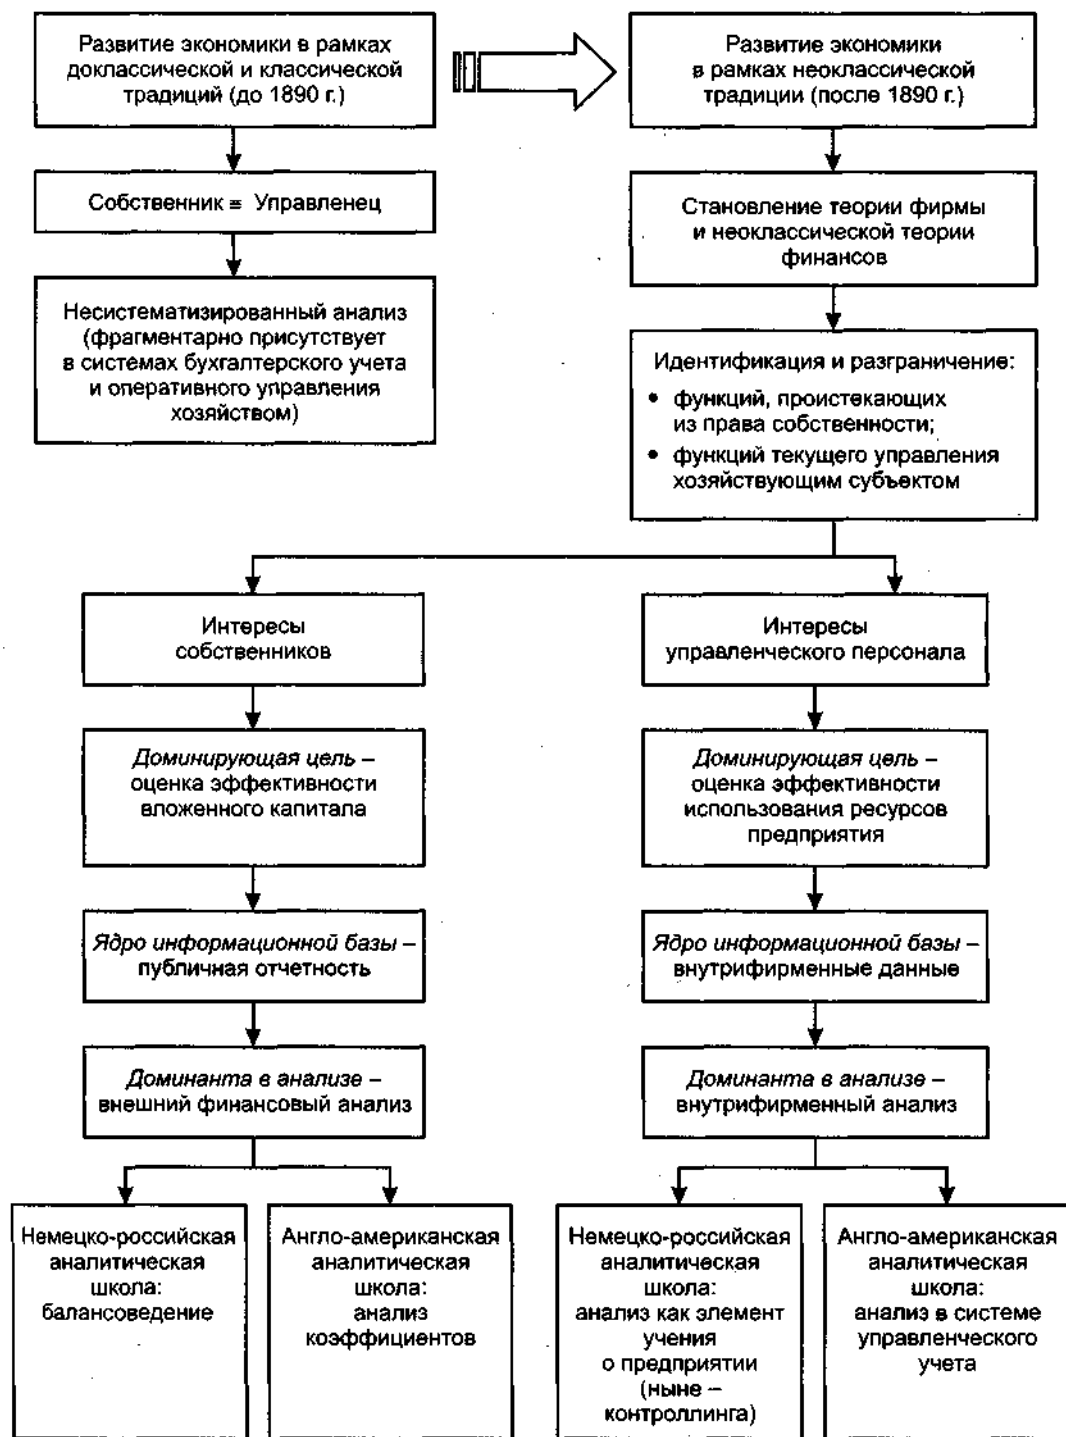 Развитие экономики в рамках
доклассической и классической
традиций (до 1890 г.)
Развитие экономики
в рамках неоклассической
традиции (после 1890 г.)
Собственник ≡ Управленец
Становление теории фирмы
и неоклассической теории
финансов
Несистематизированный анализ
(фрагментарно присутствует
в системах бухгалтерского учета
и оперативного управления
хозяйством)
Идентификация и разграничение:
• функций, проистекающих
из права собственности;
• функций текущего управления
хозяйствующим субъектом
Интересы
собственников
Интересы
управленческого персонала
Доминирующая цель –
оценка эффективности
вложенного капитала
Доминирующая цель –
оценка эффективности
использования ресурсов
предприятия
Ядро информационной базы –
публичная отчетность
Ядро информационной базы –
внутрифирменные данные
Доминанта в анализе –
внешний финансовый анализ
Доминанта в анализе –
внутрифирменный анализ
Немецко-российская
аналитическая
школа:
балансоведение
Англо-американская
аналитическая
школа:
анализ
коэффициентов
Немецко-российская
аналитическая
школа:
анализ как элемент
учения
о предприятии
(ныне –
контроллинга)
Англо-американская
аналитическая
школа:
анализ в системе
управленческого
учета